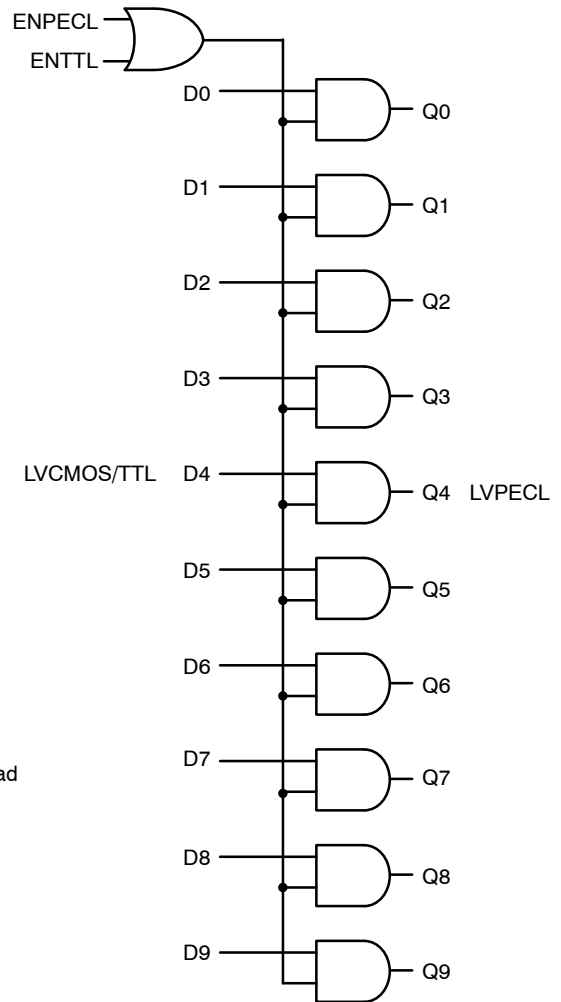 ENPECL
ENTTL
D0 Q0
D1 Q1
D2 Q2
D3 Q3
LVCMOS/TTL D4 Q4 LVPECL
D5 Q5
D6 Q6
D7 Q7
ad
D8 Q8
D9 Q9